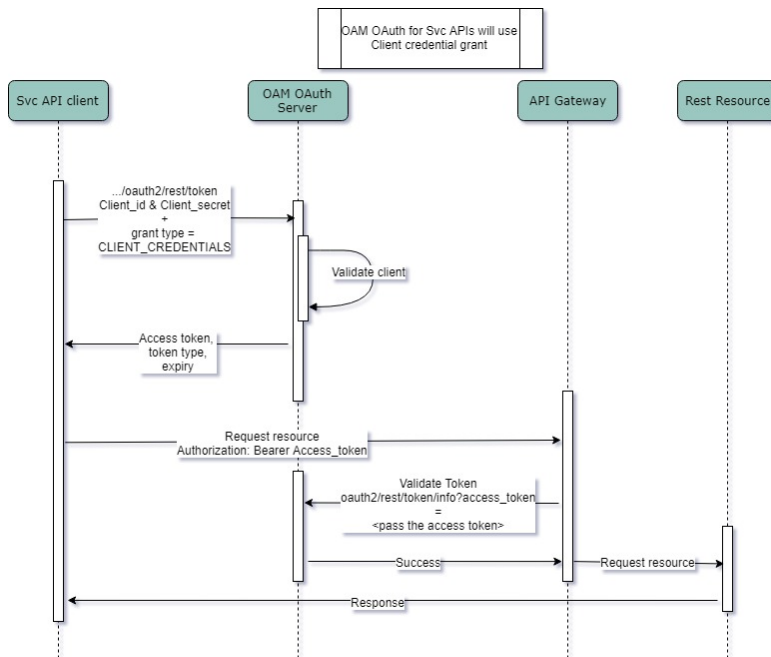 OAM OAuth for Svc APIs will use
Client credential grant
Svc API client
OAM OAuth
Server
API Gateway
Rest Resource
.../oauth2/rest/token
Client_id & Client_secret
+
grant type =
CLIENT_CREDENTIALS
Validate client
Access token,
token type,
expiry
Request resource
Authorization: Bearer Access_token
Validate Token
oauth2/rest/token/info?access_token
=
<pass the access token>
Success
Request resource
Response